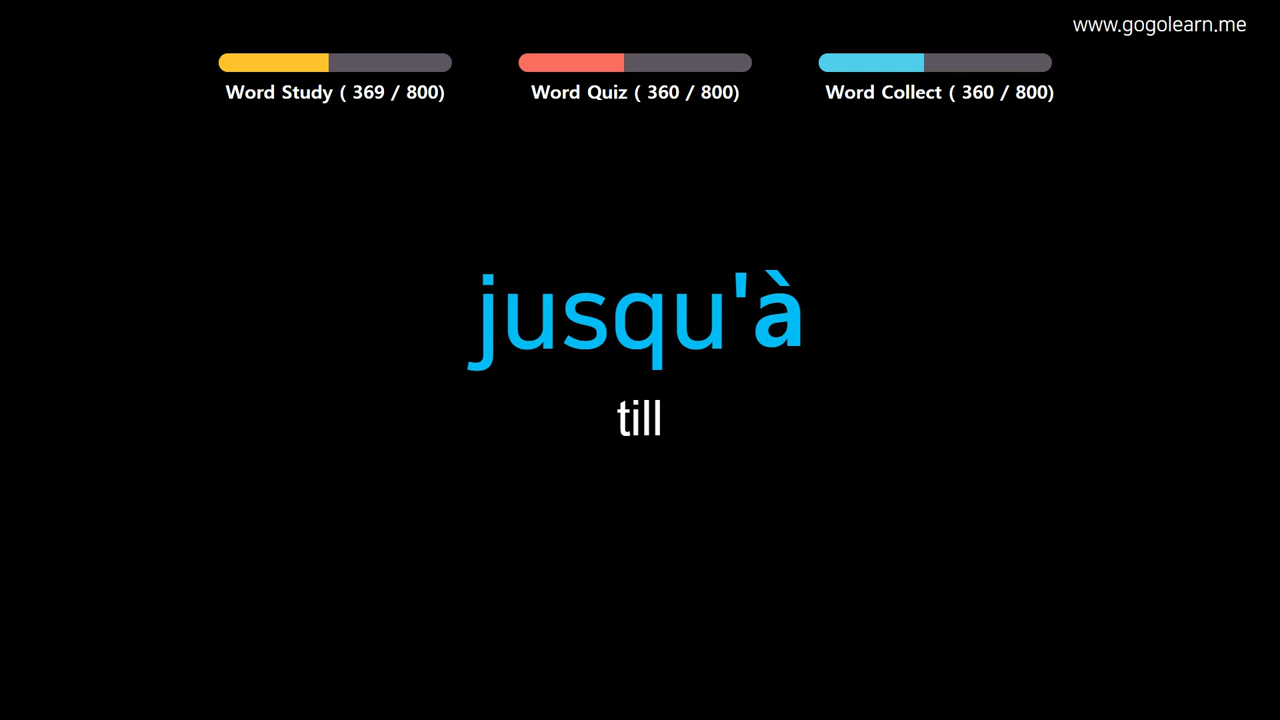 www.gogolearn.me
Word Study ( 369 / 800)
Word Quiz ( 360 / 800)
Word Collect ( 360 / 800)
jusqu'à
till